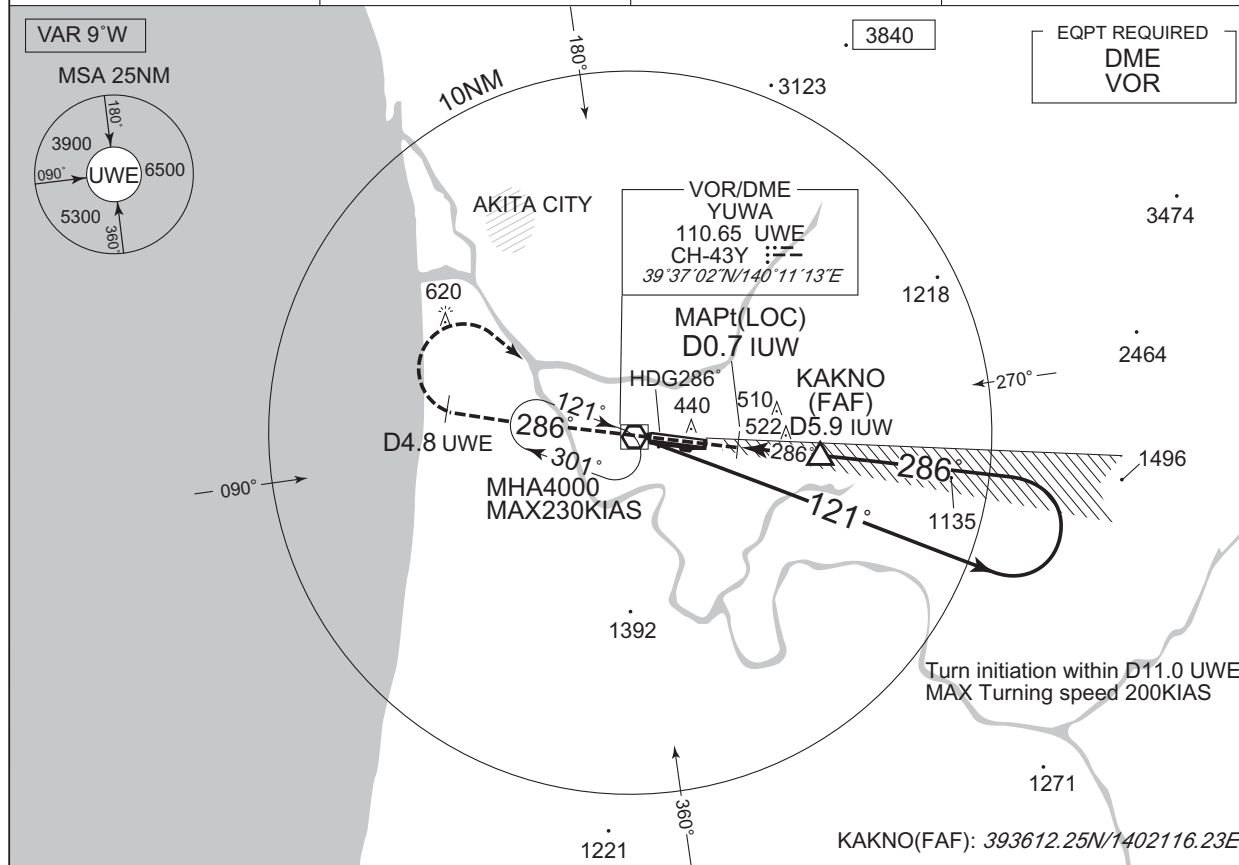 VAR 9°W
MSA 25NM
180°
3900
090°
UWE
6500
5300
360°
10NM
180°
3840
3123
EQPT REQUIRED
DME
VOR
AKITA CITY
VOR/DME
YUWA
110.65 UWE
CH-43Y
39°37´02˝N/140°11´13˝E
3474
1218
620
MAPt(LOC)
D0.7 IUW
2464
HDG286°
KAKNO
(FAF)
D5.9 IUW
270°
121°
440
510
522
286°
D4.8 UWE
286°
286°
1496
301°
090°
MHA4000
MAX230KIAS
121°
1135
1392
Turn initiation within D11.0 UWE
MAX Turning speed 200KIAS
1271
360°
1221
KAKNO(FAF): 393612.25N/1402116.23E